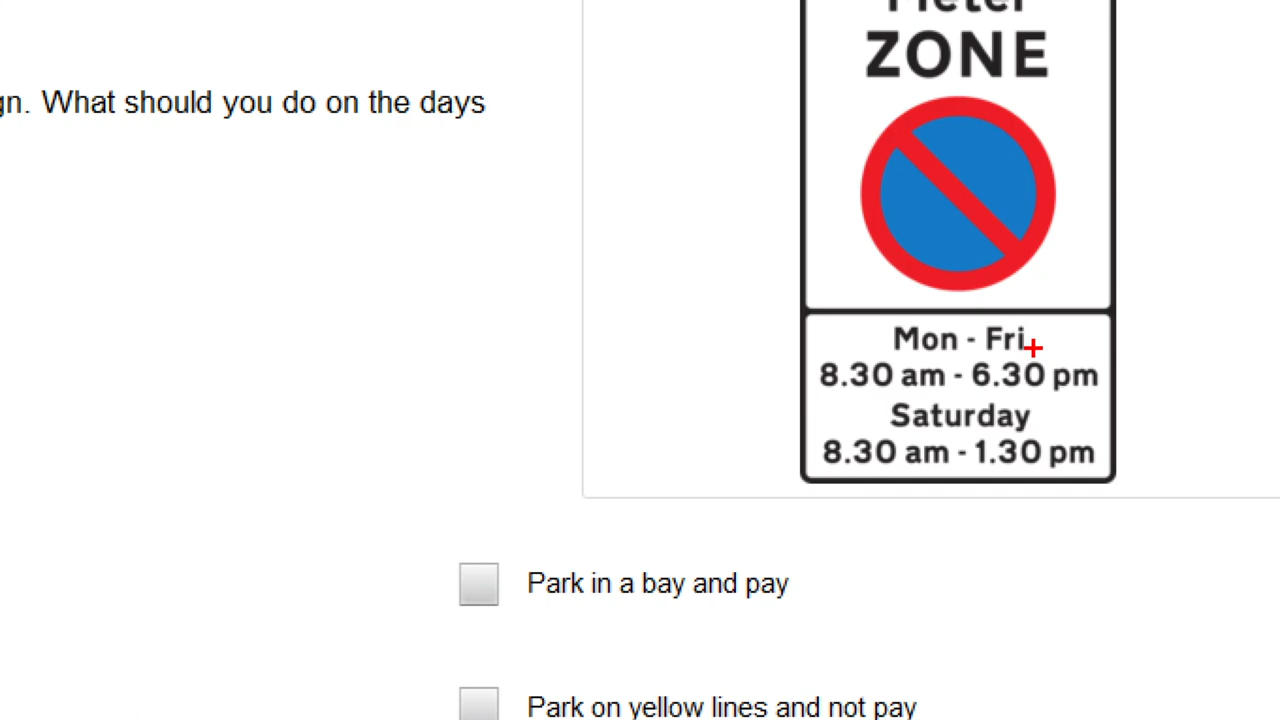 Meter
ZONE
gn. What should you do on the days
Mon - Fri
8.30 am - 6.30 pm
Saturday
8.30 am - 1.30 pm
Park in a bay and pay
Park on yellow lines and not pay